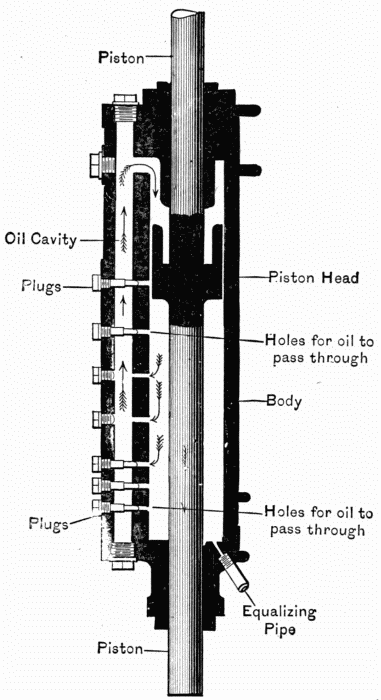 Piston
Oil Cavity
Plugs
Piston Head
Holes for oil to
pass through
Body
Plugs
Holes for oil to
pass through
Equalizing
Pipe
Piston